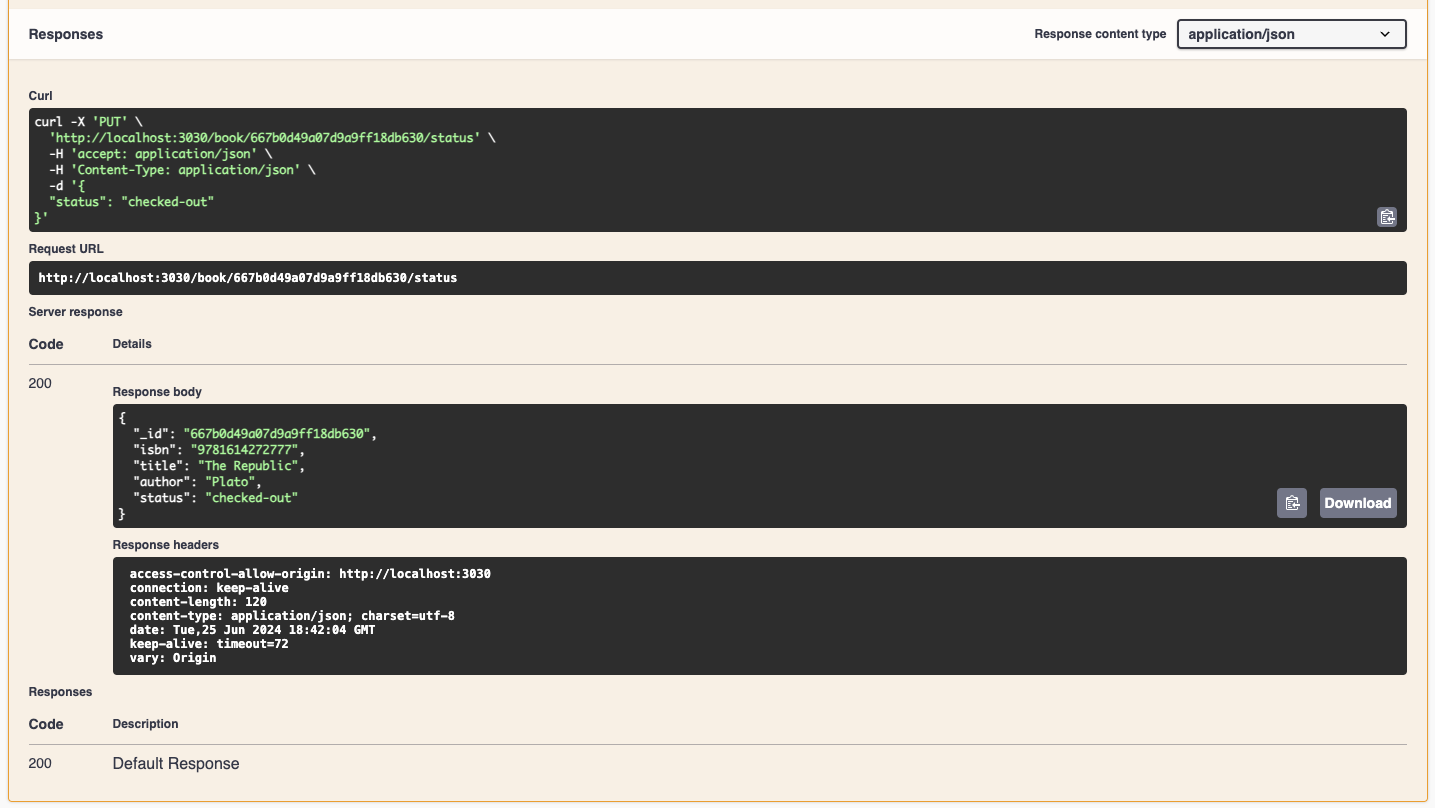 Responses
Response content type
application/json
Curl
curl -X 'PUT' \
  'http://localhost:3030/book/667b0d49a07d9a9ff18db630/status' \
  -H 'accept: application/json' \
  -H 'Content-Type: application/json' \
  -d '{
  "status": "checked-out"
}'
Request URL
http://localhost:3030/book/667b0d49a07d9a9ff18db630/status
Server response
Code Details
200
Response body
{
  "_id": "667b0d49a07d9a9ff18db630",
  "isbn": "9781614272777",
  "title": "The Republic",
  "author": "Plato",
  "status": "checked-out"
}
Download
Response headers
access-control-allow-origin: http://localhost:3030
connection: keep-alive
content-length: 120
content-type: application/json; charset=utf-8
date: Tue,25 Jun 2024 18:42:04 GMT
keep-alive: timeout=72
vary: Origin
Responses
Code Description
200 Default Response